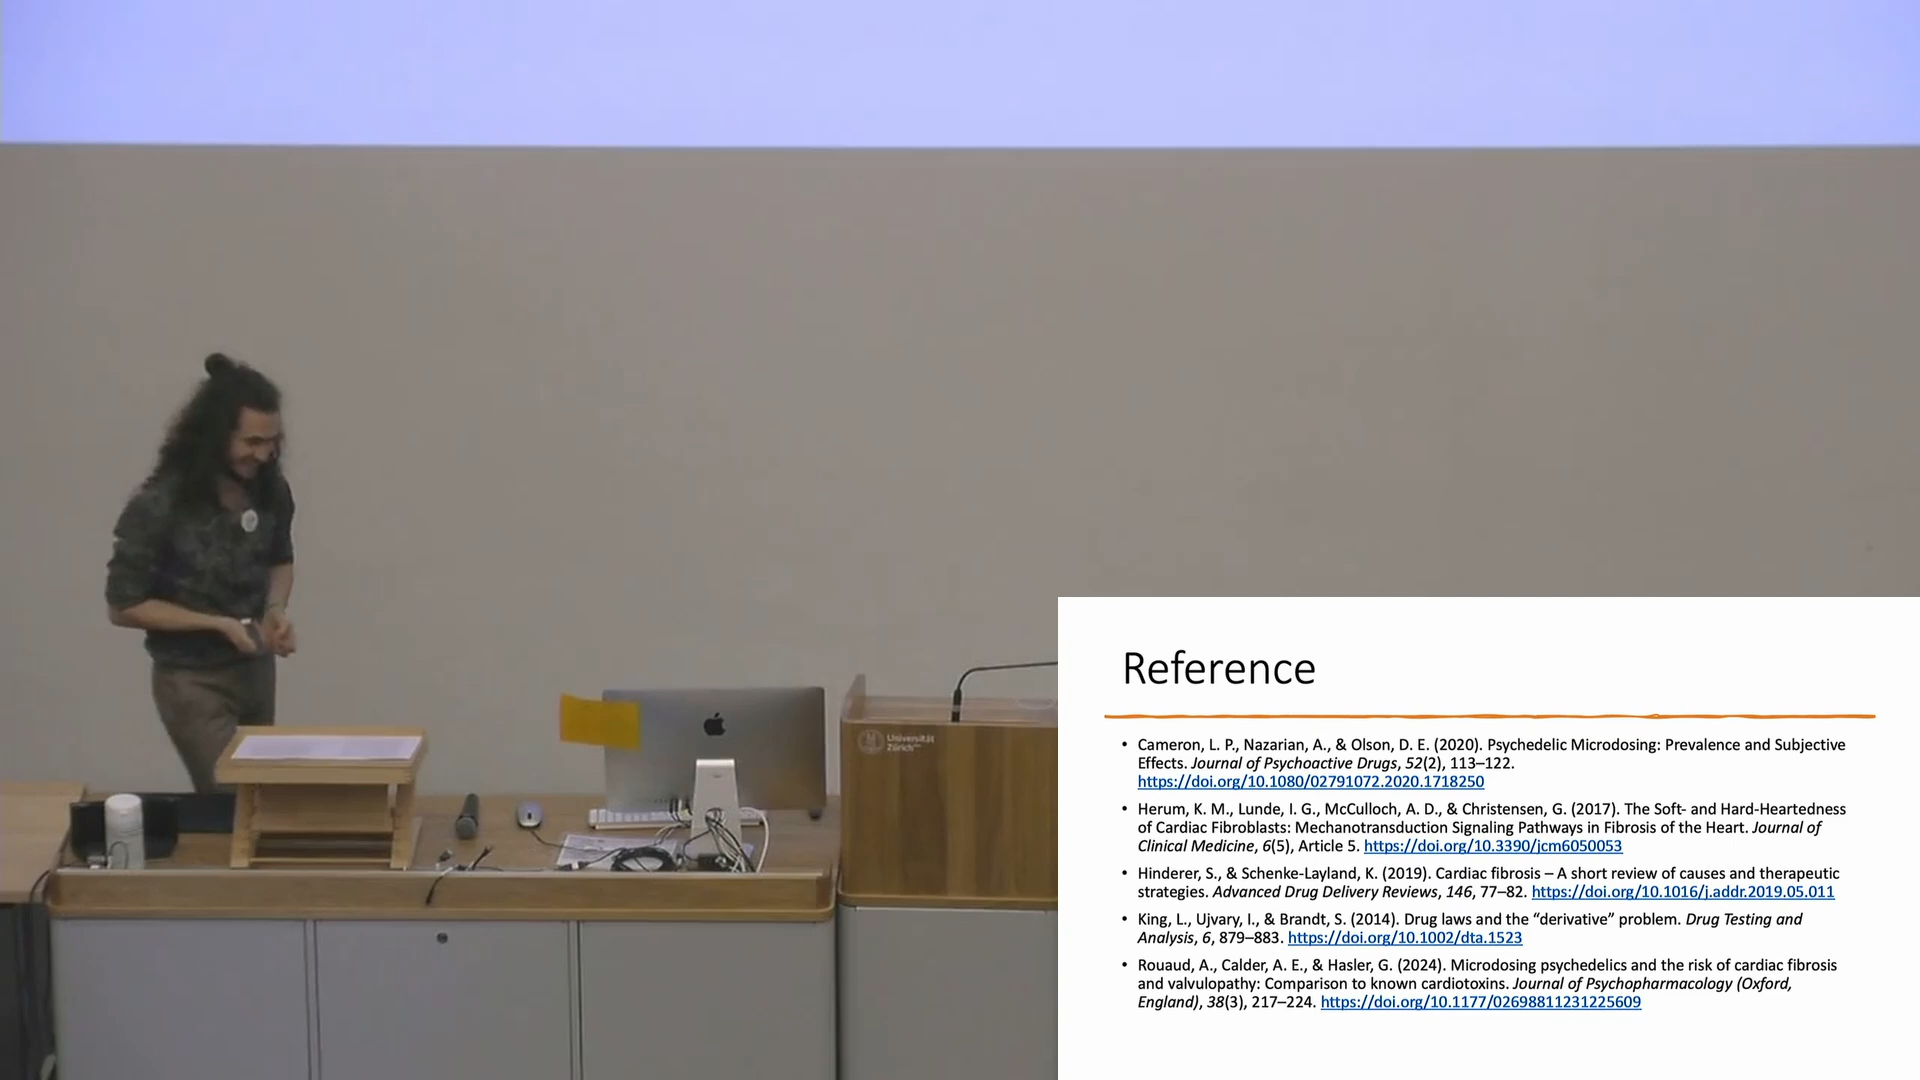 Universität
Zürich
Reference
• Cameron, L. P., Nazarian, A., & Olson, D. E. (2020). Psychedelic Microdosing: Prevalence and Subjective
Effects. Journal of Psychoactive Drugs, 52(2), 113–122.
https://doi.org/10.1080/02791072.2020.1718250
• Herum, K. M., Lunde, I. G., McCulloch, A. D., & Christensen, G. (2017). The Soft- and Hard-Heartedness
of Cardiac Fibroblasts: Mechanotransduction Signaling Pathways in Fibrosis of the Heart. Journal of
Clinical Medicine, 6(5), Article 5. https://doi.org/10.3390/jcm6050053
• Hinderer, S., & Schenke-Layland, K. (2019). Cardiac fibrosis – A short review of causes and therapeutic
strategies. Advanced Drug Delivery Reviews, 146, 77–82. https://doi.org/10.1016/j.addr.2019.05.011
• King, L., Ujvary, I., & Brandt, S. (2014). Drug laws and the “derivative” problem. Drug Testing and
Analysis, 6, 879–883. https://doi.org/10.1002/dta.1523
• Rouaud, A., Calder, A. E., & Hasler, G. (2024). Microdosing psychedelics and the risk of cardiac fibrosis
and valvulopathy: Comparison to known cardiotoxins. Journal of Psychopharmacology (Oxford,
England), 38(3), 217–224. https://doi.org/10.1177/02698811231225609